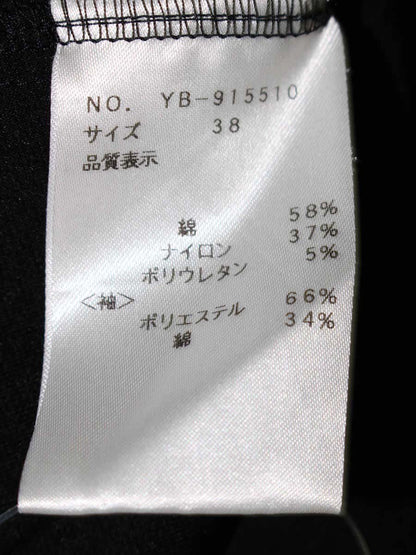 NO. YB-915510
サイズ 38
品質表示
綿 58%
ナイロン 37%
ポリウレタン 5%
<袖>
ポリエステル 66%
綿 34%